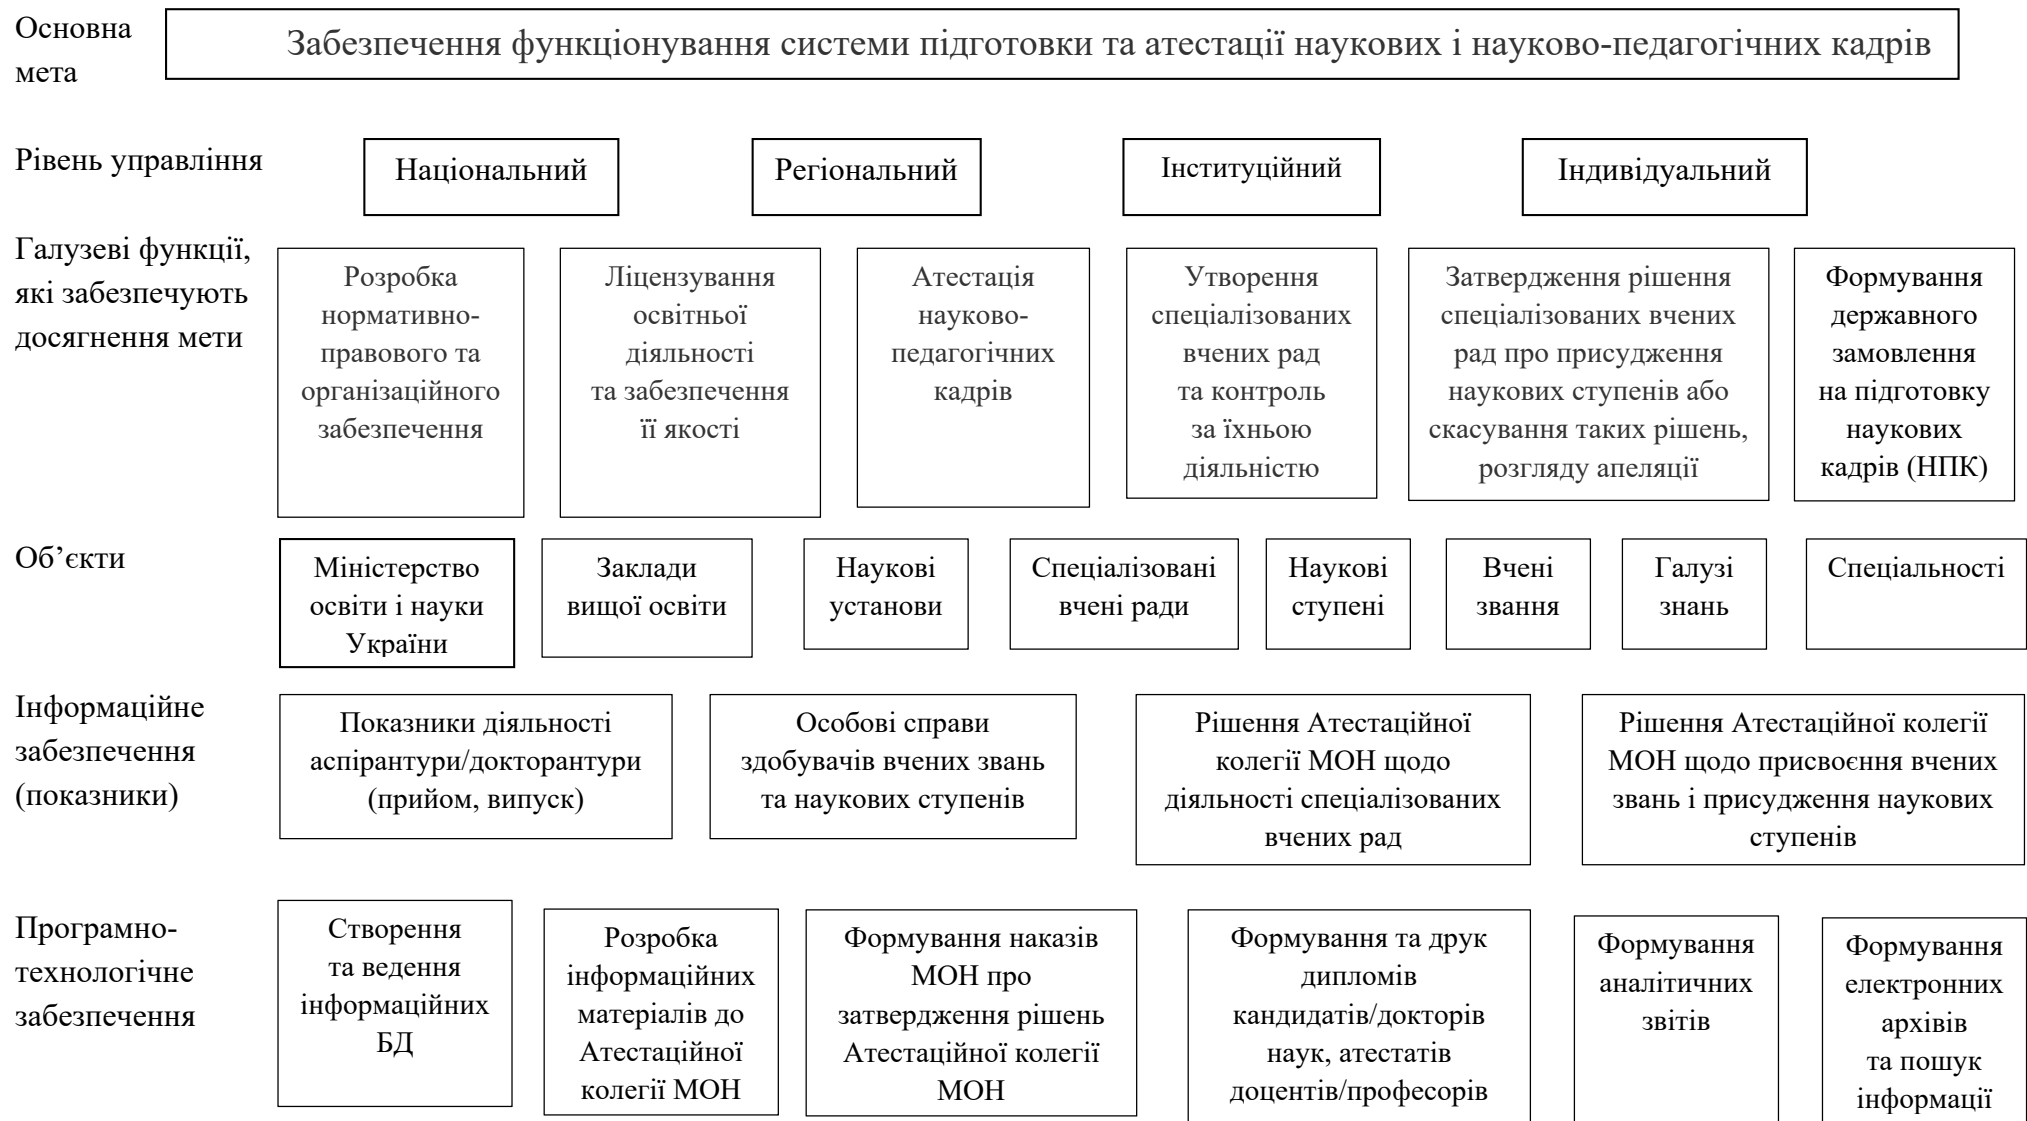 Основна
мета
Забезпечення функціонування системи підготовки та атестації наукових і науково-педагогічних кадрів
Рівень управління
Національний
Регіональний
Інституційний
Індивідуальний
Галузеві функції,
які забезпечують
досягнення мети
Розробка
нормативно-
правового та
організаційного
забезпечення
Ліцензування
освітньої
діяльності
та забезпечення
її якості
Атестація
науково-
педагогічних
кадрів
Утворення
спеціалізованих
вчених рад
та контроль
за їхньою
діяльністю
Затвердження рішення
спеціалізованих вчених
рад про присудження
наукових ступенів або
скасування таких рішень,
розгляду апеляції
Формування
державного
замовлення
на підготовку
наукових
кадрів (НПК)
Об’єкти
Міністерство
освіти і науки
України
Заклади
вищої освіти
Наукові
установи
Спеціалізовані
вчені ради
Наукові
ступені
Вчені
звання
Галузі
знань
Спеціальності
Інформаційне
забезпечення
(показники)
Показники діяльності
аспірантури/докторантури
(прийом, випуск)
Особові справи
здобувачів вчених звань
та наукових ступенів
Рішення Атестаційної
колегії МОН щодо
діяльності спеціалізованих
вчених рад
Рішення Атестаційної колегії
МОН щодо присвоєння вчених
звань і присудження наукових
ступенів
Програмно-
технологічне
забезпечення
Створення
та ведення
інформаційних
БД
Розробка
інформаційних
матеріалів до
Атестаційної
колегії МОН
Формування наказів
МОН про
затвердження рішень
Атестаційної колегії
МОН
Формування та друк
дипломів
кандидатів/докторів
наук, атестатів
доцентів/професорів
Формування
аналітичних
звітів
Формування
електронних
архівів
та пошук
інформації